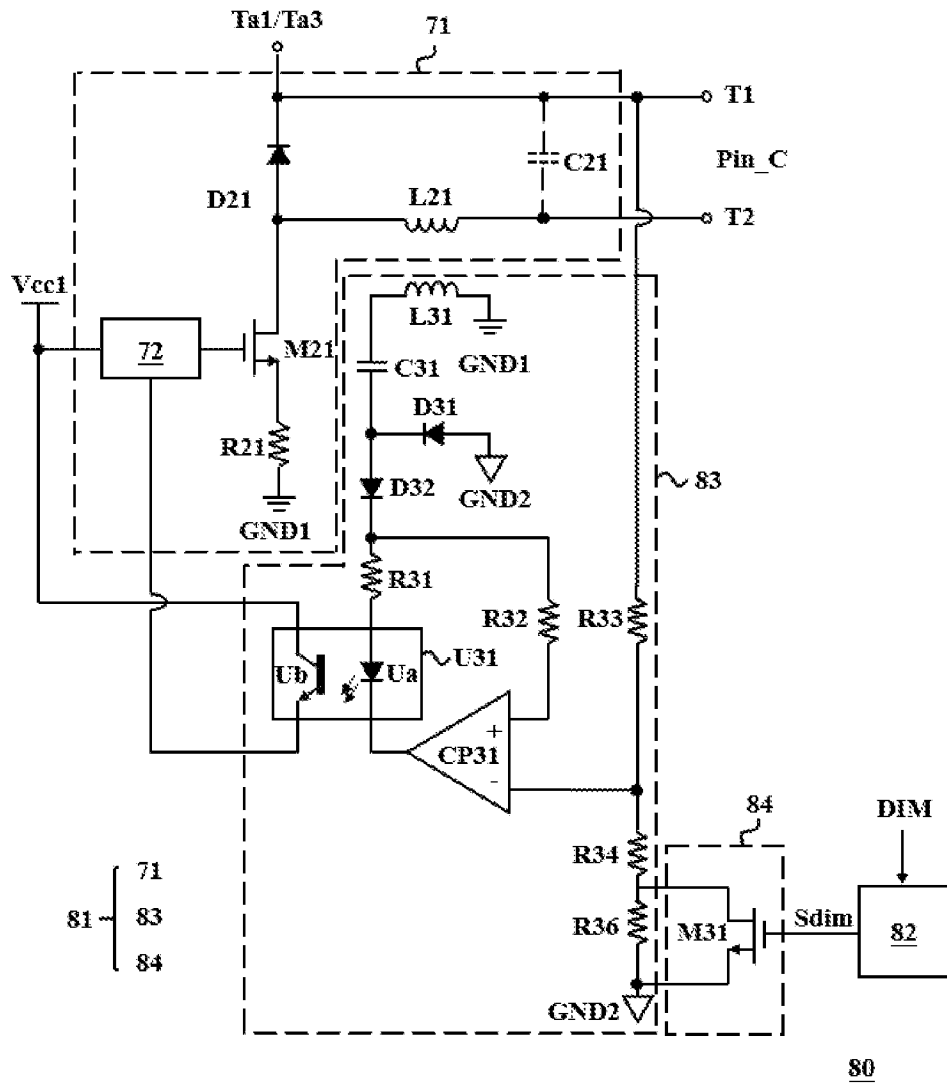 Ta1/Ta3
71
T1
C21
Pin_C
D21
L21
T2
Vcc1
L31
72
M21
C31
GND1
D31
R21
D32
GND2
83
GND1
R31
R32
R33
Ub
Ua
U31
+
CP31
-
84
DIM
R34
71
81
83
R36
M31
Sdim
82
84
GND2
80